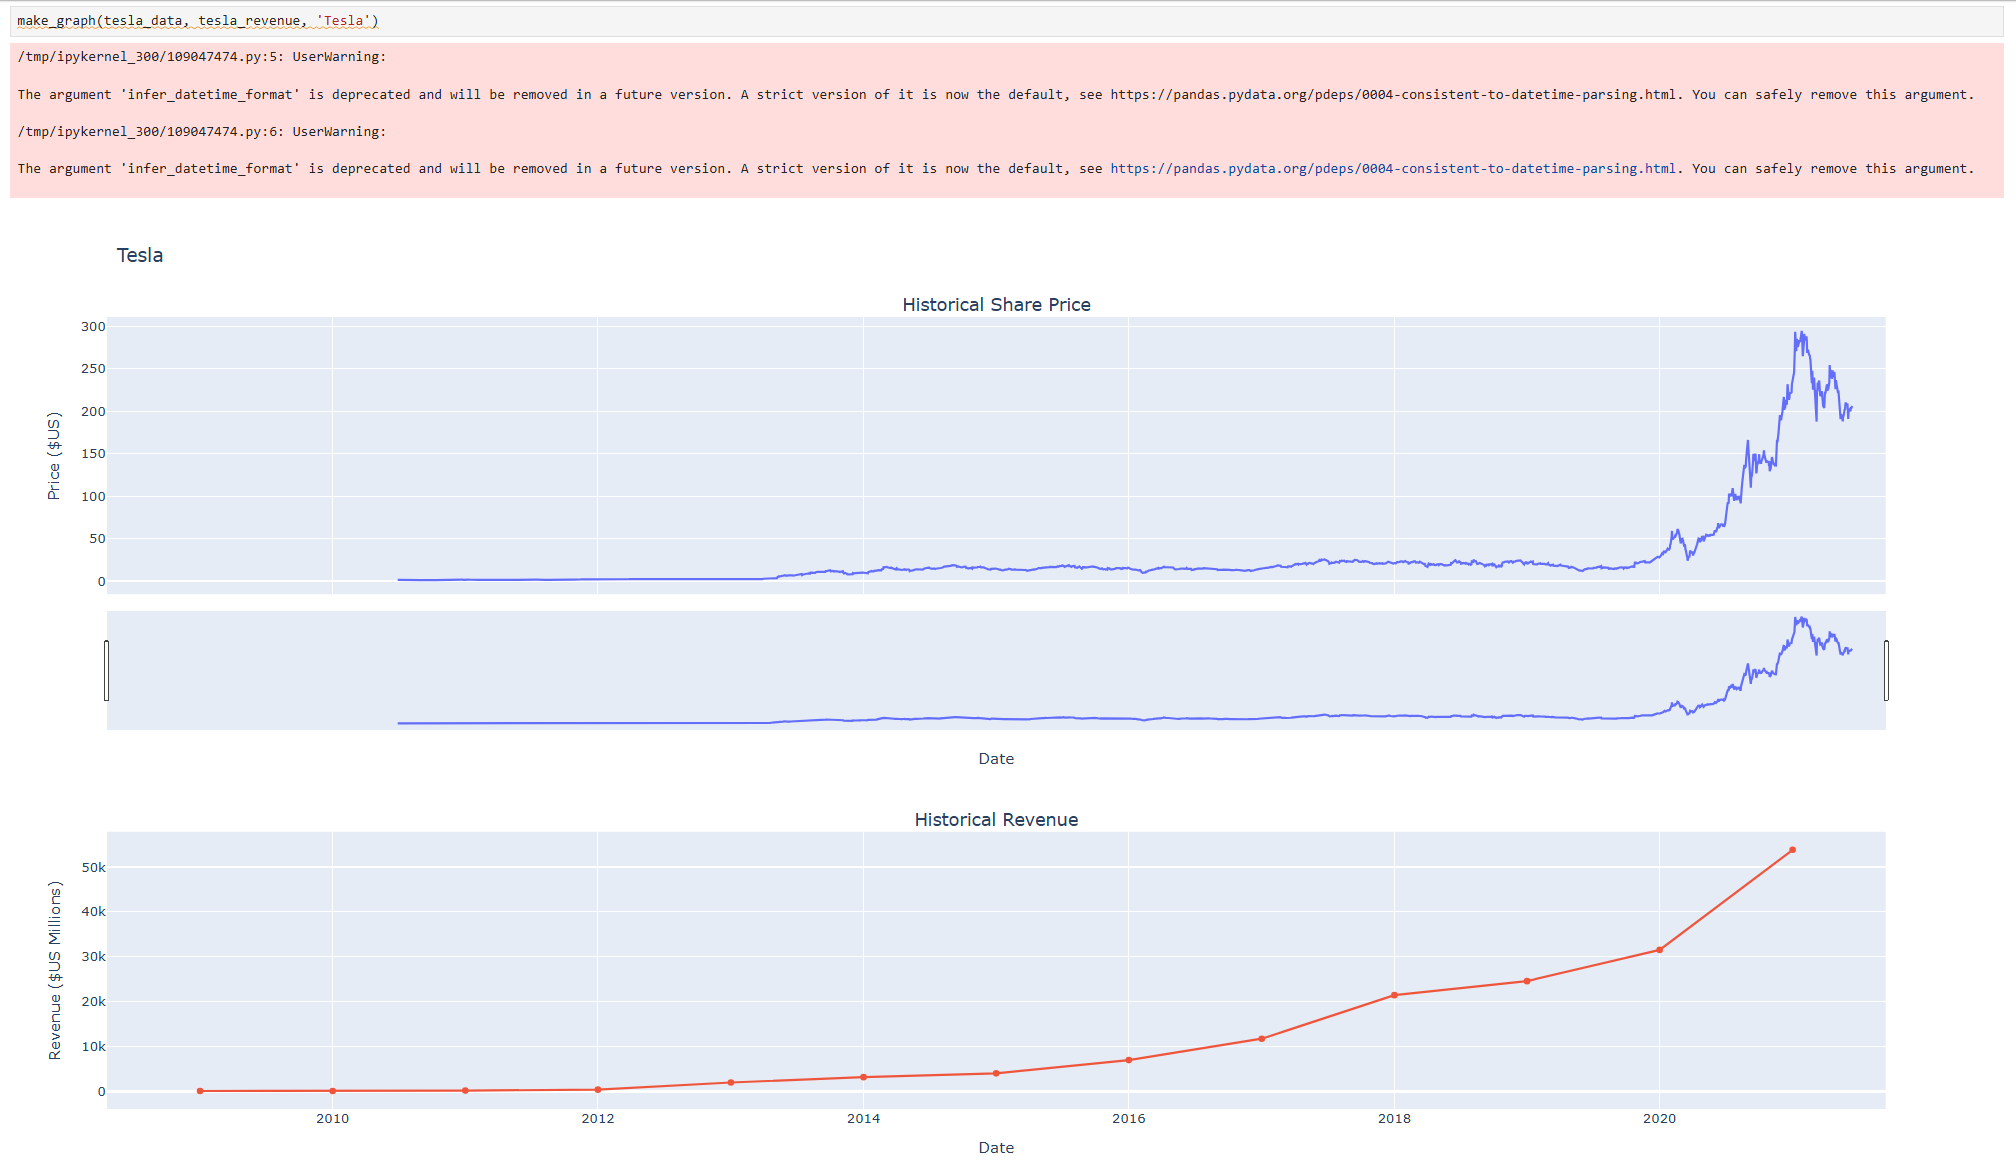 make_graph(tesla_data, tesla_revenue, 'Tesla')
/tmp/ipykernel_300/109047474.py:5: UserWarning:
The argument 'infer_datetime_format' is deprecated and will be removed in a future version. A strict version of it is now the default, see https://pandas.pydata.org/pdeps/0004-consistent-to-datetime-parsing.html. You can safely remove this argument.
/tmp/ipykernel_300/109047474.py:6: UserWarning:
The argument 'infer_datetime_format' is deprecated and will be removed in a future version. A strict version of it is now the default, see https://pandas.pydata.org/pdeps/0004-consistent-to-datetime-parsing.html. You can safely remove this argument.
Tesla
Historical Share Price
300
250
200
150
100
50
0
Price ($US)
Date
Historical Revenue
50k
40k
30k
20k
10k
0
Revenue ($US Millions)
2010 2012 2014 2016 2018 2020
Date